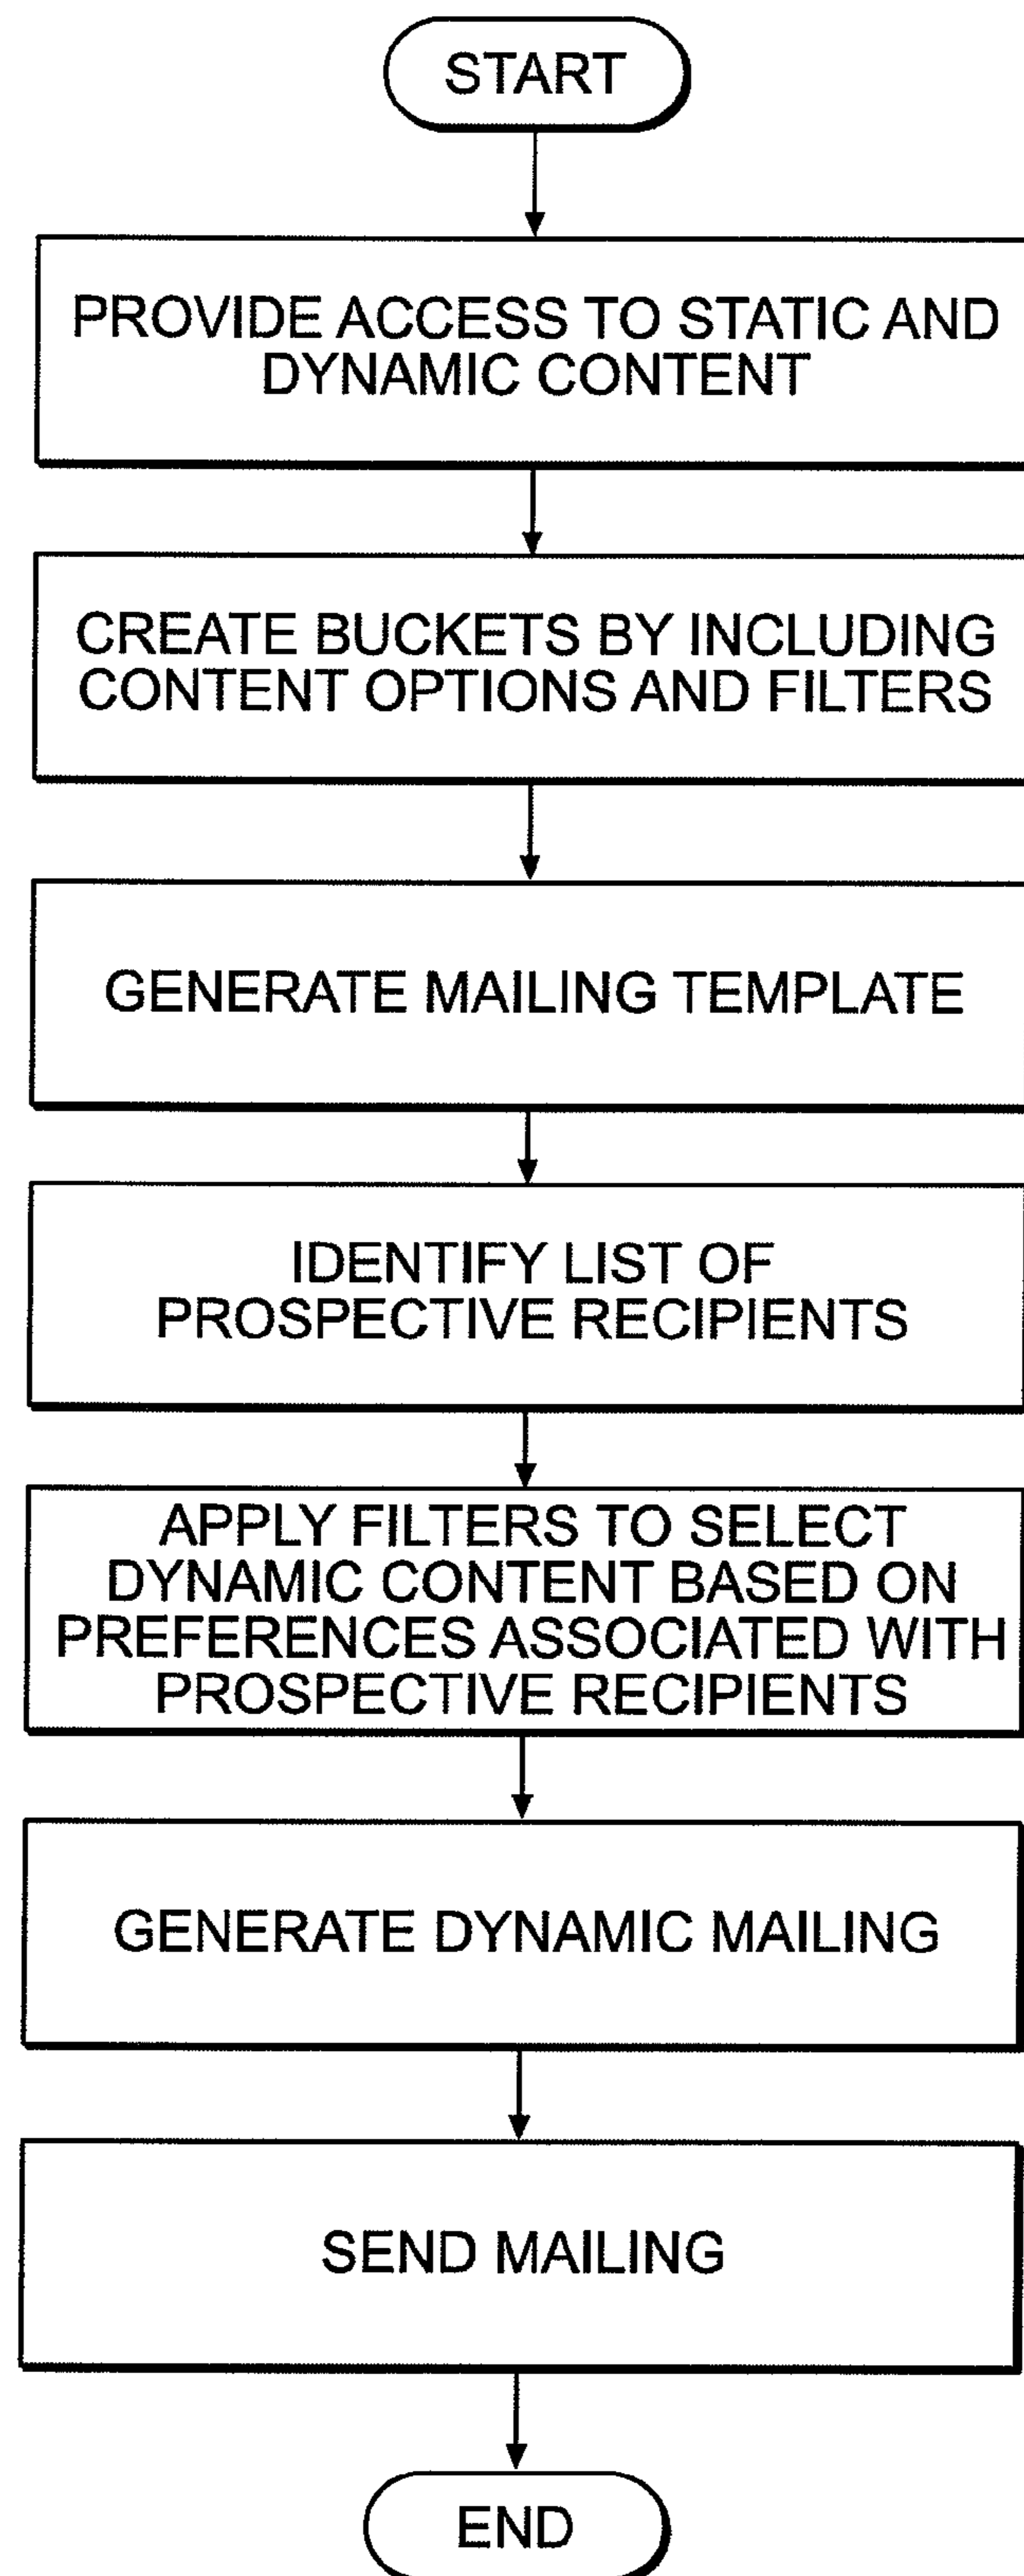 START
PROVIDE ACCESS TO STATIC AND
DYNAMIC CONTENT
CREATE BUCKETS BY INCLUDING
CONTENT OPTIONS AND FILTERS
GENERATE MAILING TEMPLATE
IDENTIFY LIST OF
PROSPECTIVE RECIPIENTS
APPLY FILTERS TO SELECT
DYNAMIC CONTENT BASED ON
PREFERENCES ASSOCIATED WITH
PROSPECTIVE RECIPIENTS
GENERATE DYNAMIC MAILING
SEND MAILING
END